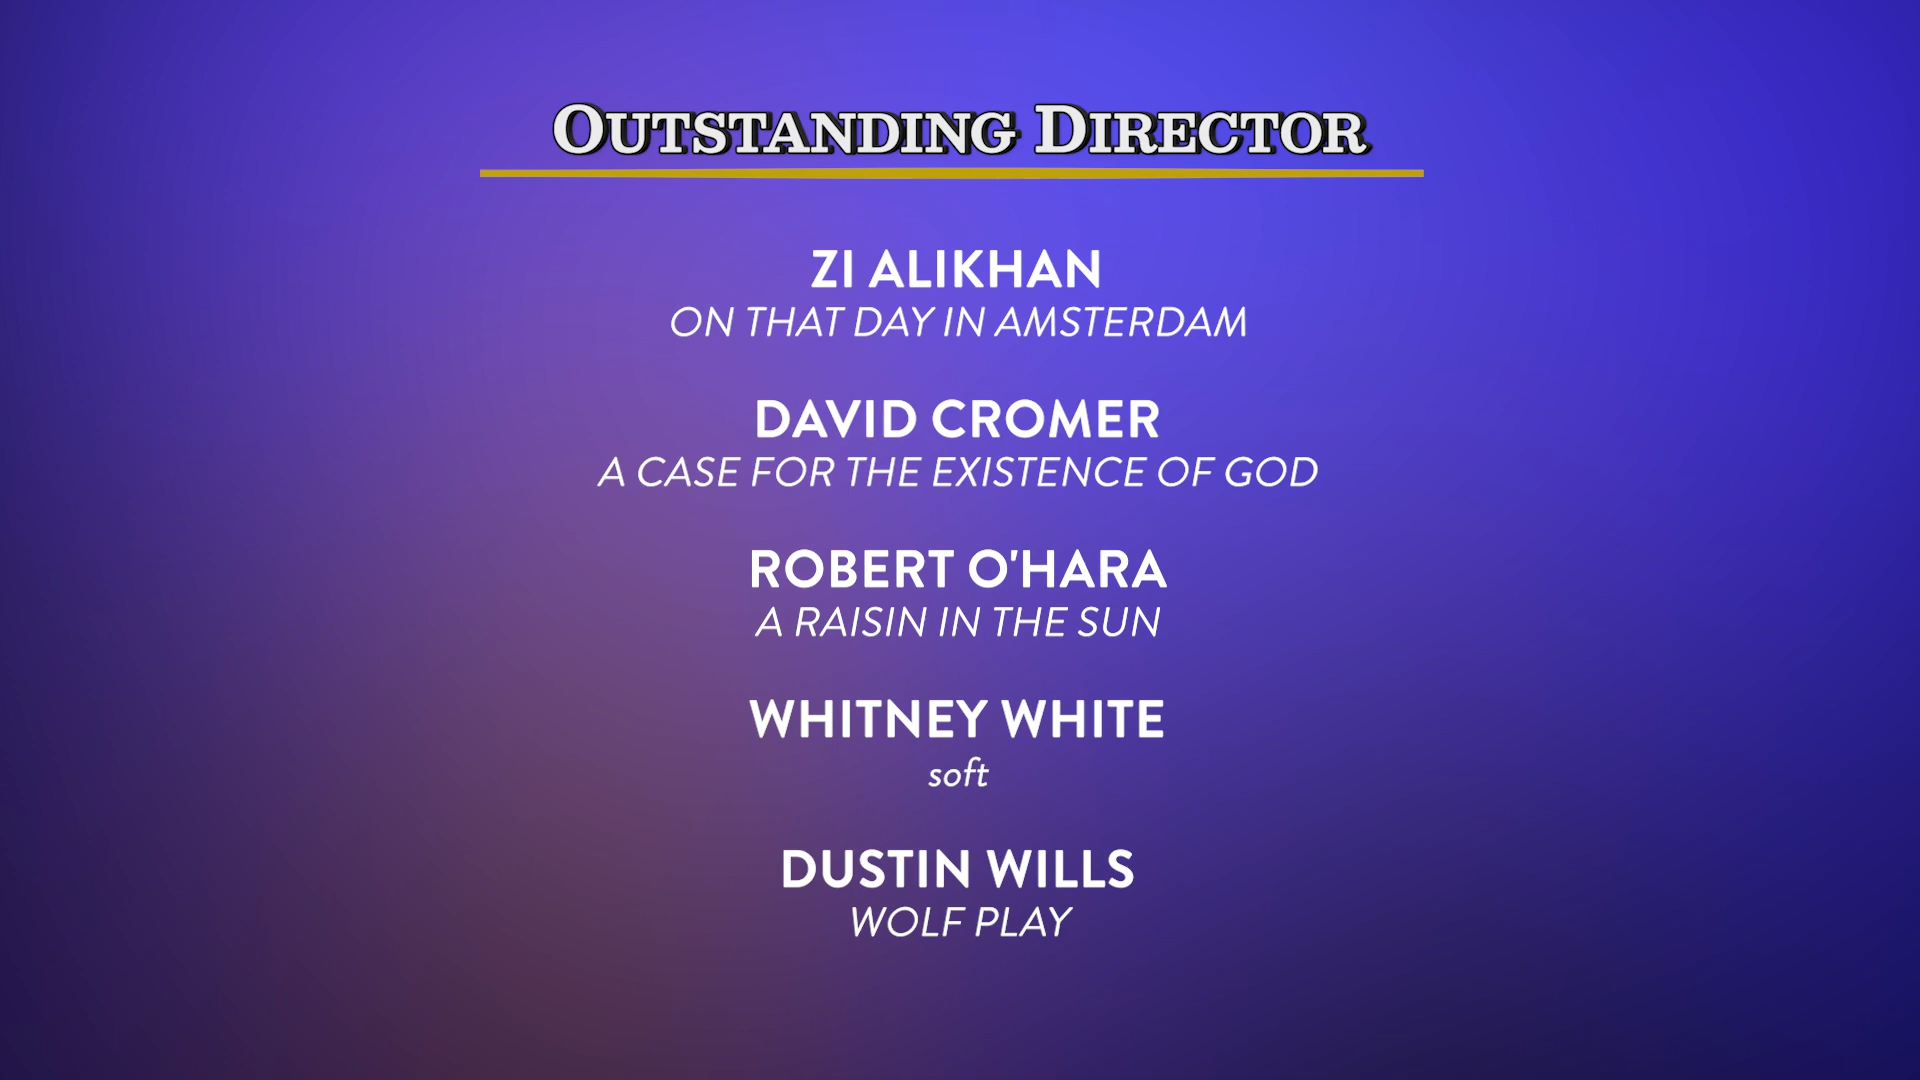 OUTSTANDING DIRECTOR
ZI ALIKHAN
ON THAT DAY IN AMSTERDAM
DAVID CROMER
A CASE FOR THE EXISTENCE OF GOD
ROBERT O'HARA
A RAISIN IN THE SUN
WHITNEY WHITE
soft
DUSTIN WILLS
WOLF PLAY